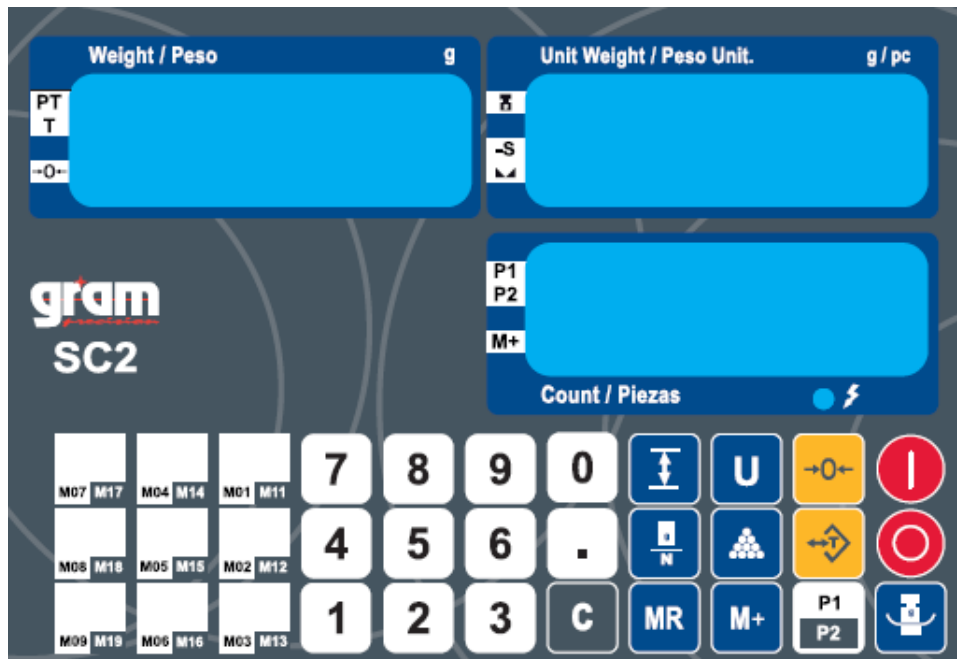 Weight / Peso g
PT
T
→0←
Unit Weight / Peso Unit. g / pc
-S
P1
P2
M+
Count / Piezas
gram
precision
SC2
M07 M17 M04 M14 M01 M11 7 8 9 0 U →0←
M08 M18 M05 M15 M02 M12 4 5 6 . N T
M09 M19 M06 M16 M03 M13 1 2 3 C MR M+ P1
P2